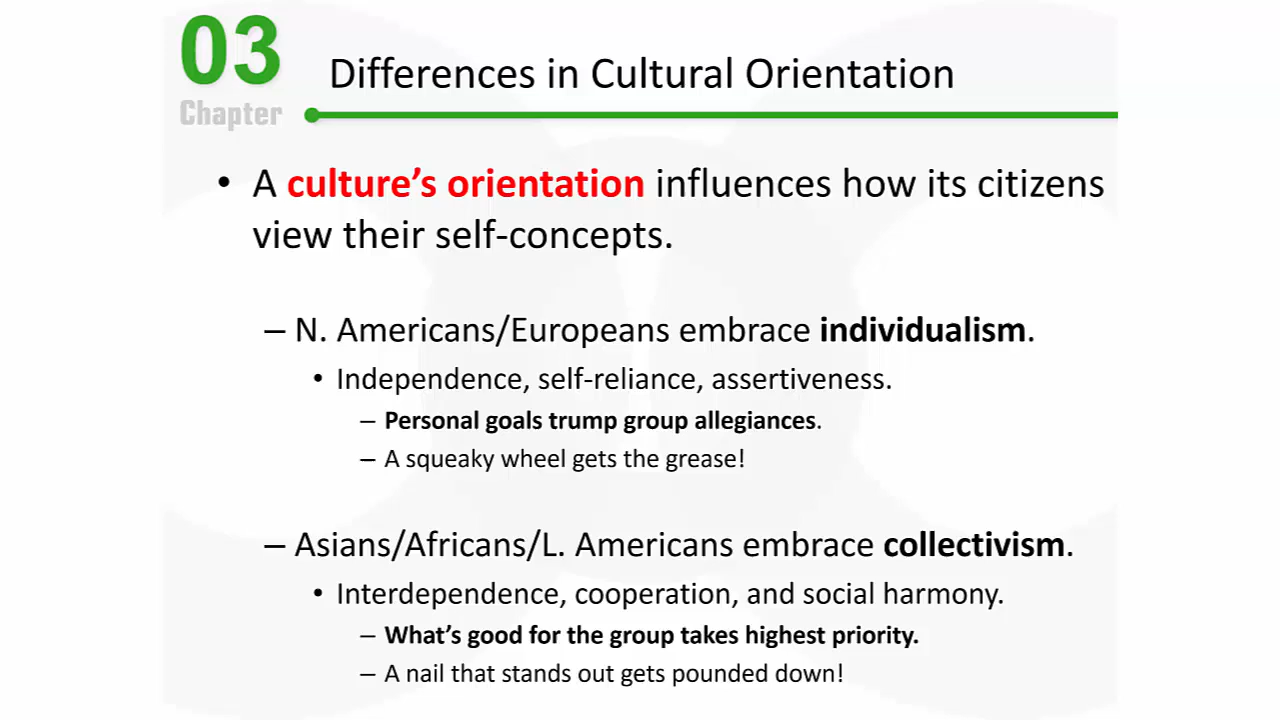 03
Chapter
Differences in Cultural Orientation
• A culture’s orientation influences how its citizens
view their self-concepts.
– N. Americans/Europeans embrace individualism.
• Independence, self-reliance, assertiveness.
– Personal goals trump group allegiances.
– A squeaky wheel gets the grease!
– Asians/Africans/L. Americans embrace collectivism.
• Interdependence, cooperation, and social harmony.
– What’s good for the group takes highest priority.
– A nail that stands out gets pounded down!